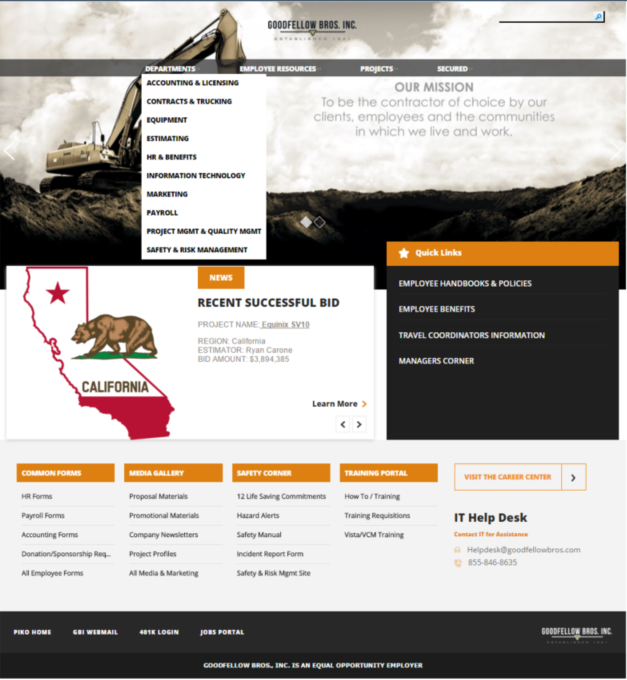 GOODFELLOW BROS. INC.
DEPARTMENTS
EMPLOYEE RESOURCES
PROJECTS
SECURED
ACCOUNTING & LICENSING
CONTRACTS & TRUCKING
EQUIPMENT
ESTIMATING
HR & BENEFITS
INFORMATION TECHNOLOGY
MARKETING
PAYROLL
PROJECT MGMT & QUALITY MGMT
SAFETY & RISK MANAGEMENT
OUR MISSION
To be the contractor of choice by our
clients, employees and the communities
in which we live and work.
CALIFORNIA
NEWS
RECENT SUCCESSFUL BID
PROJECT NAME: Equinix SV10
REGION: California
ESTIMATOR: Ryan Carone
BID AMOUNT: $3,894,385
Learn More
Quick Links
EMPLOYEE HANDBOOKS & POLICIES
EMPLOYEE BENEFITS
TRAVEL COORDINATORS INFORMATION
MANAGERS CORNER
COMMON FORMS
HR Forms
Payroll Forms
Accounting Forms
Donation/Sponsorship Req...
All Employee Forms
MEDIA GALLERY
Proposal Materials
Promotional Materials
Company Newsletters
Project Profiles
All Media & Marketing
SAFETY CORNER
12 Life Saving Commitments
Hazard Alerts
Safety Manual
Incident Report Form
Safety & Risk Mgmt Site
TRAINING PORTAL
How To / Training
Training Requisitions
Vista/VCM Training
VISIT THE CAREER CENTER
IT Help Desk
Contact IT for Assistance
Helpdesk@goodfellowbros.com
855-846-8635
PIKO HOME
GBI WEBMAIL
401K LOGIN
JOBS PORTAL
GOODFELLOW BROS. INC.
GOODFELLOW BROS., INC. IS AN EQUAL OPPORTUNITY EMPLOYER